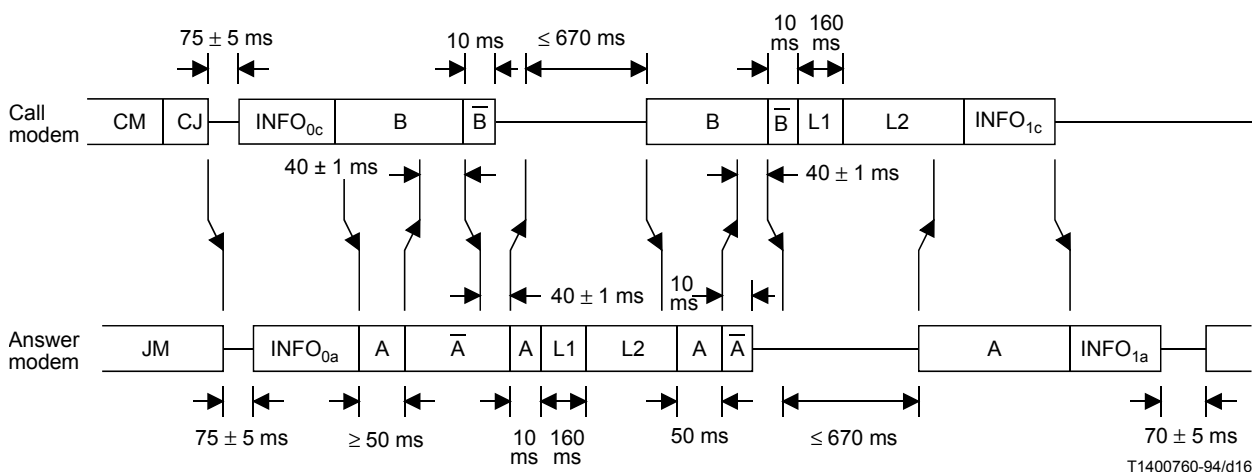 75 ± 5 ms
10 ms
≤ 670 ms
10
ms
160
ms
Call
modem
CM
CJ
INFO0c
B
B̅
B
B̅
L1
L2
INFO1c
40 ± 1 ms
40 ± 1 ms
40 ± 1 ms
10
ms
Answer
modem
JM
INFO0a
A
A̅
A
L1
L2
A
A̅
A
INFO1a
75 ± 5 ms
≥ 50 ms
10
ms
160
ms
50 ms
≤ 670 ms
70 ± 5 ms
T1400760-94/d16